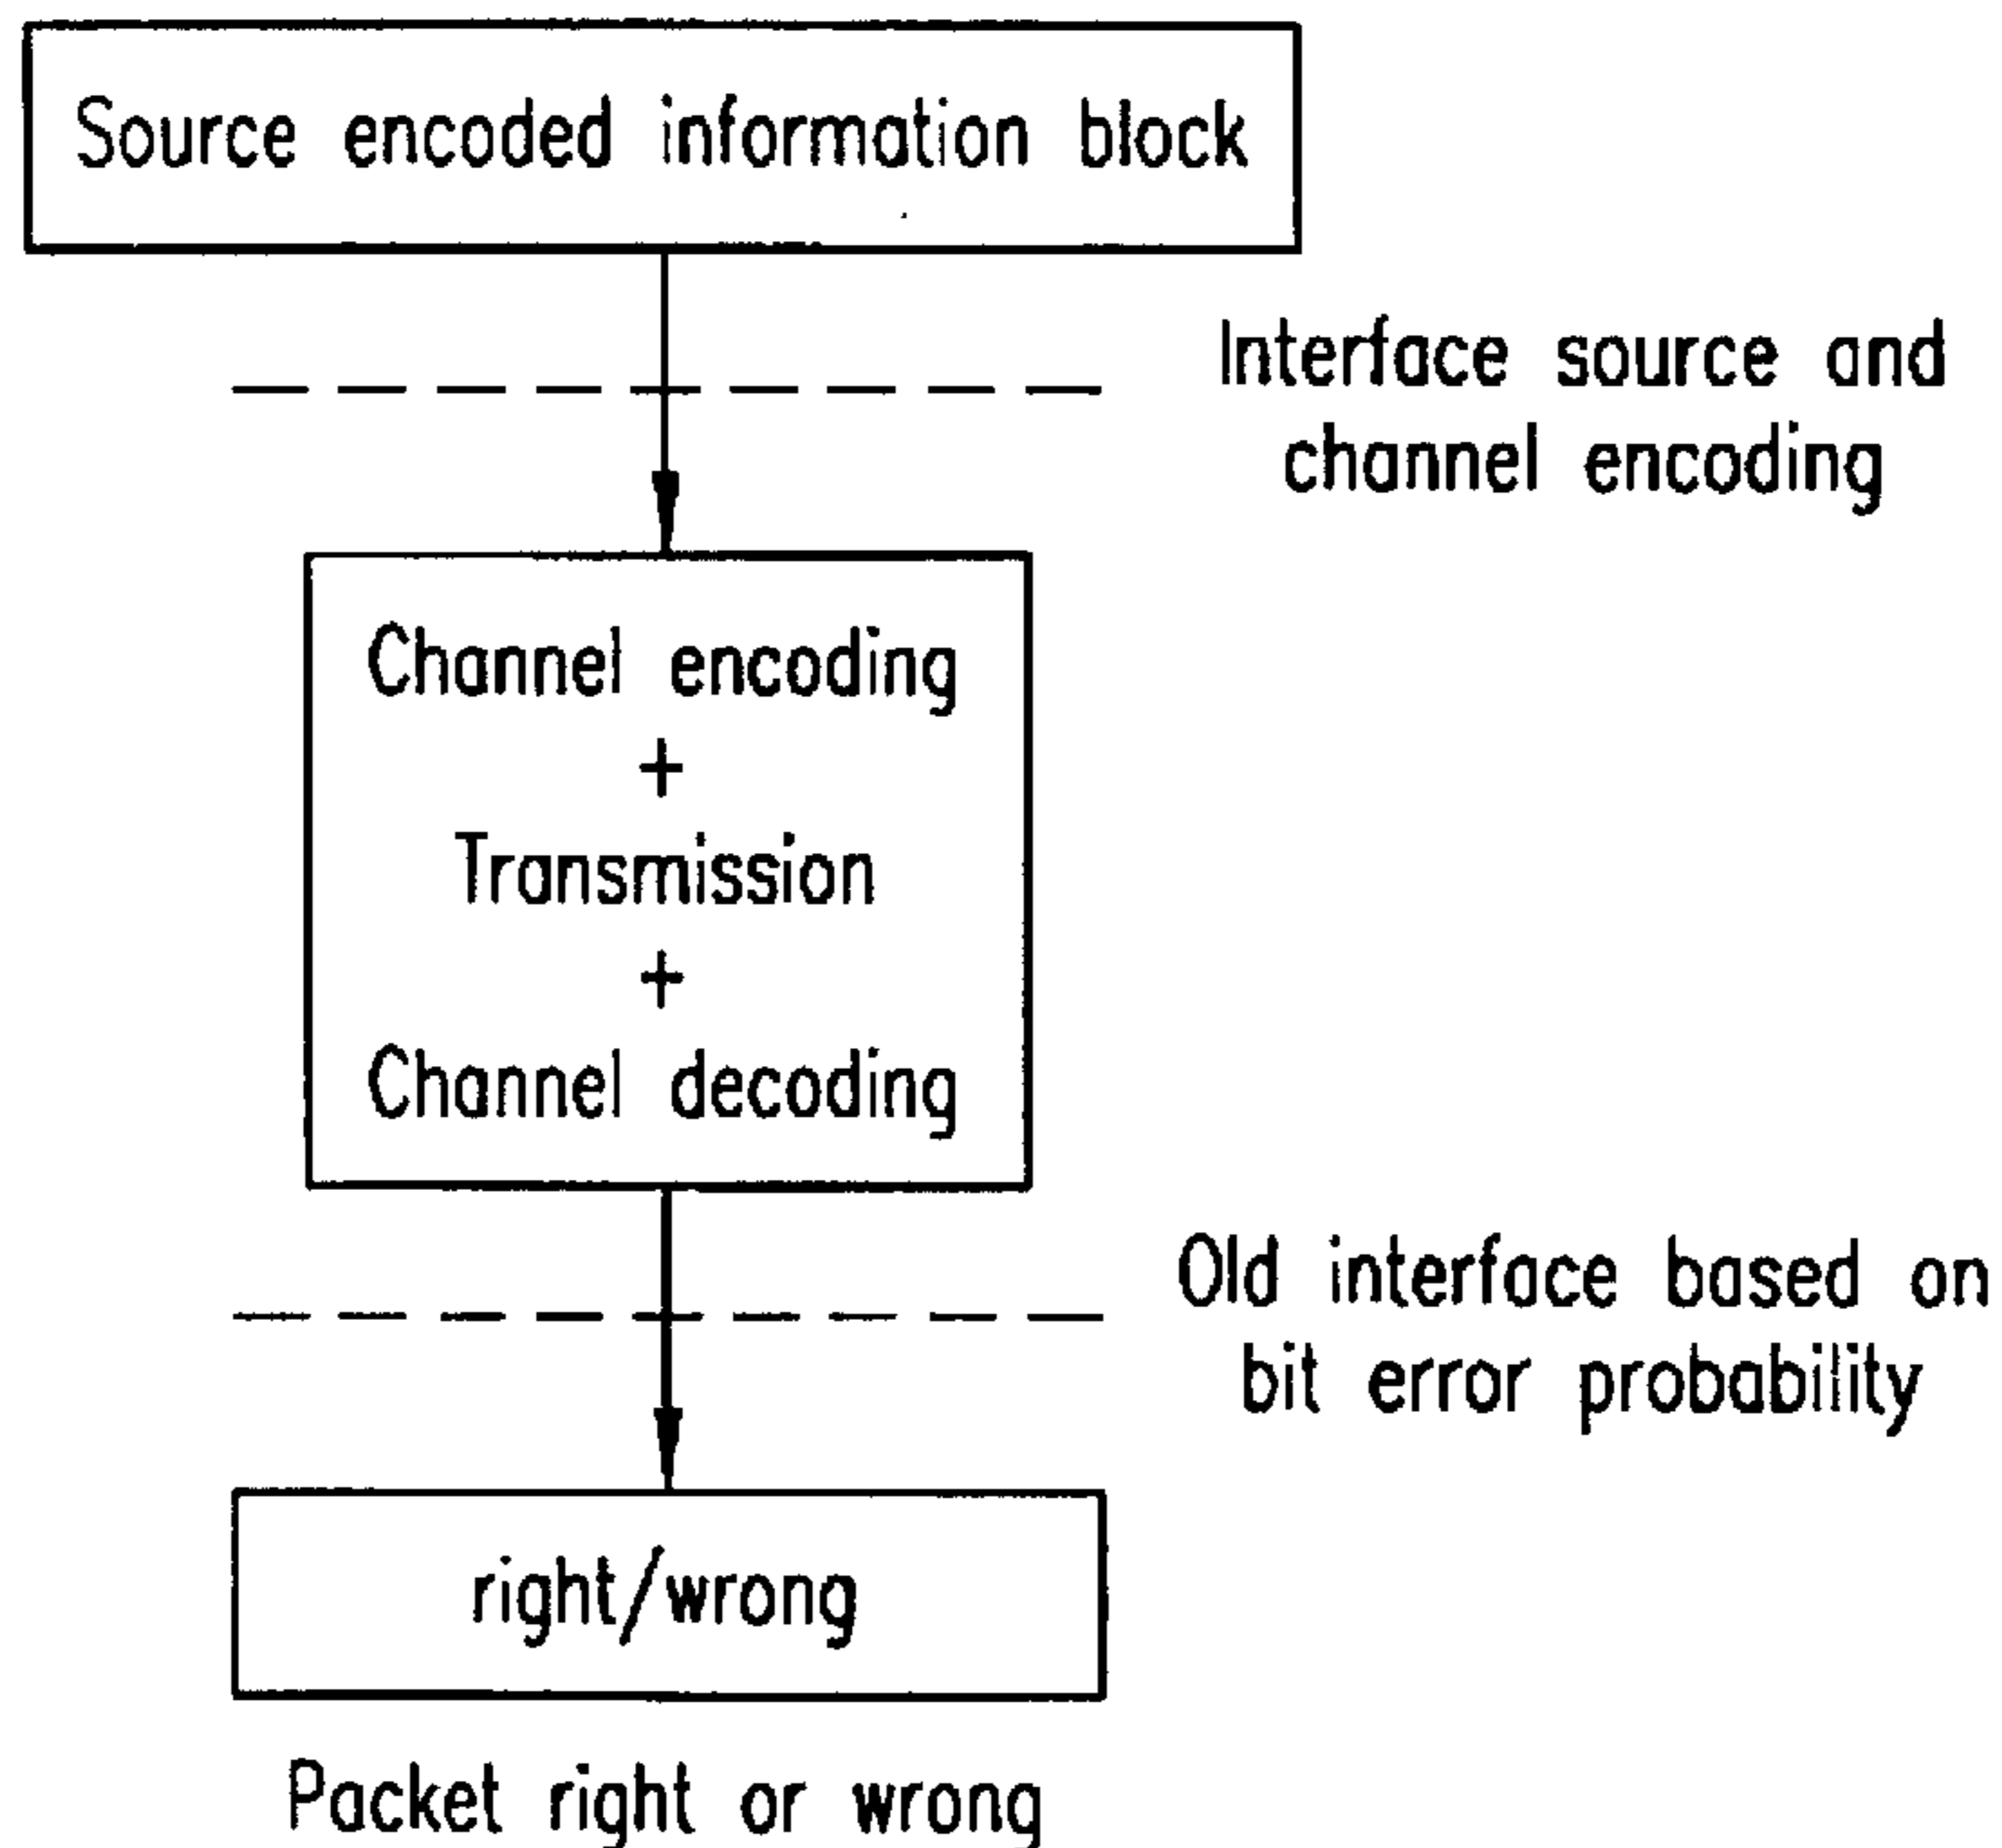 Source encoded information block
Interface source and
channel encoding
Channel encoding
+
Transmission
+
Channel decoding
Old interface based on
bit error probability
right/wrong
Packet right or wrong